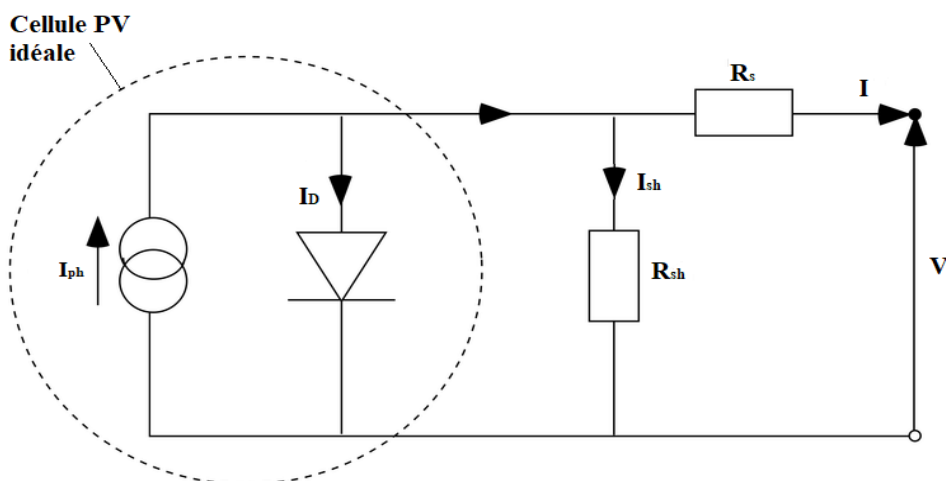 Cellule PV
idéale
Rs
I
ID
Ish
Iph
Rsh
V